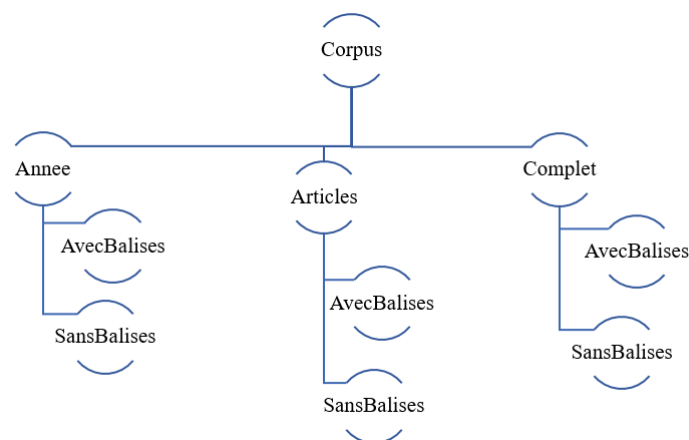 Corpus
Annee
AvecBalises
SansBalises
Articles
AvecBalises
SansBalises
Complet
AvecBalises
SansBalises